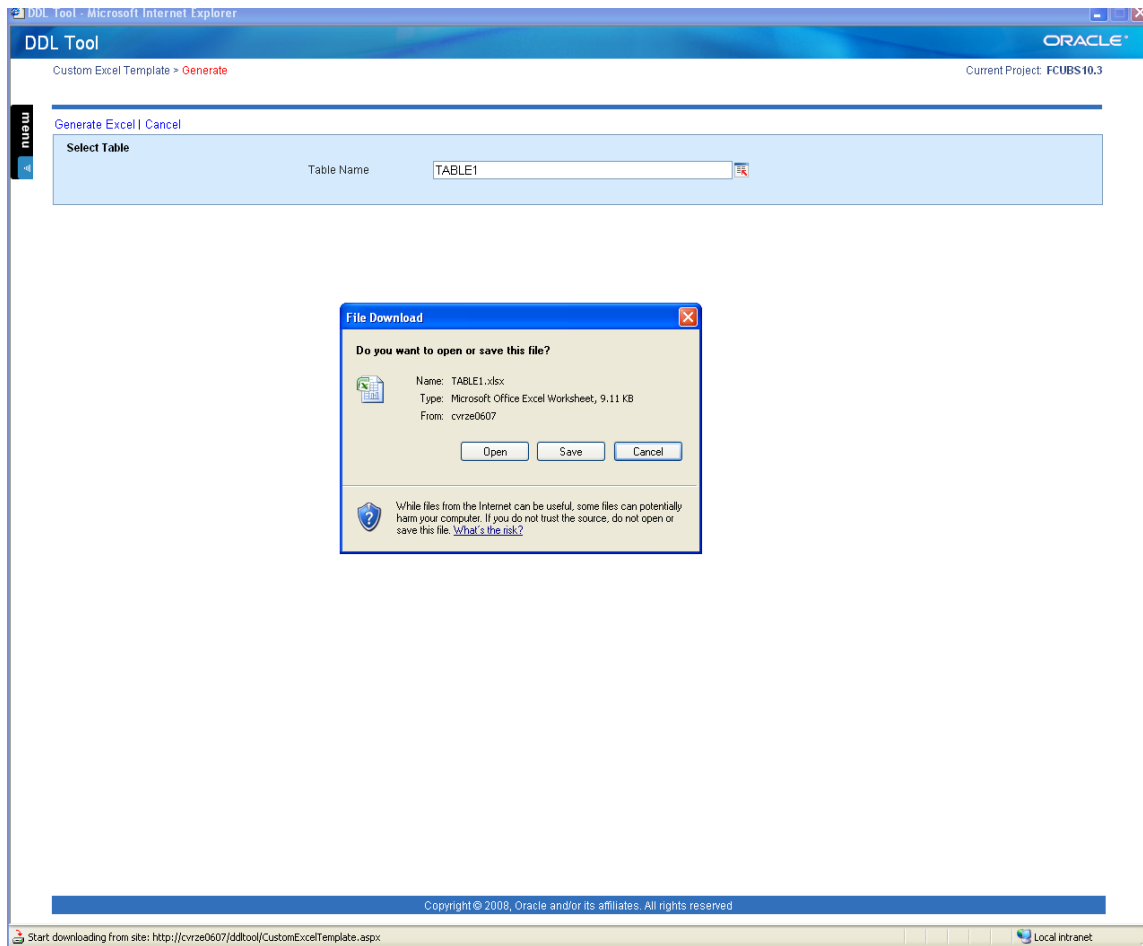 DDL Tool - Microsoft Internet Explorer
DDL Tool
ORACLE
Custom Excel Template > Generate
Current Project: FCUBS10.3
menu
Generate Excel | Cancel
Select Table
Table Name
TABLE1
File Download
Do you want to open or save this file?
Name: TABLE1.xlsx
Type: Microsoft Office Excel Worksheet, 9.11 KB
From: cvrze0607
Open
Save
Cancel
While files from the Internet can be useful, some files can potentially
harm your computer. If you do not trust the source, do not open or
save this file. What's the risk?
Copyright © 2008, Oracle and/or its affiliates. All rights reserved
Start downloading from site: http://cvrze0607/ddltool/CustomExcelTemplate.aspx
Local intranet